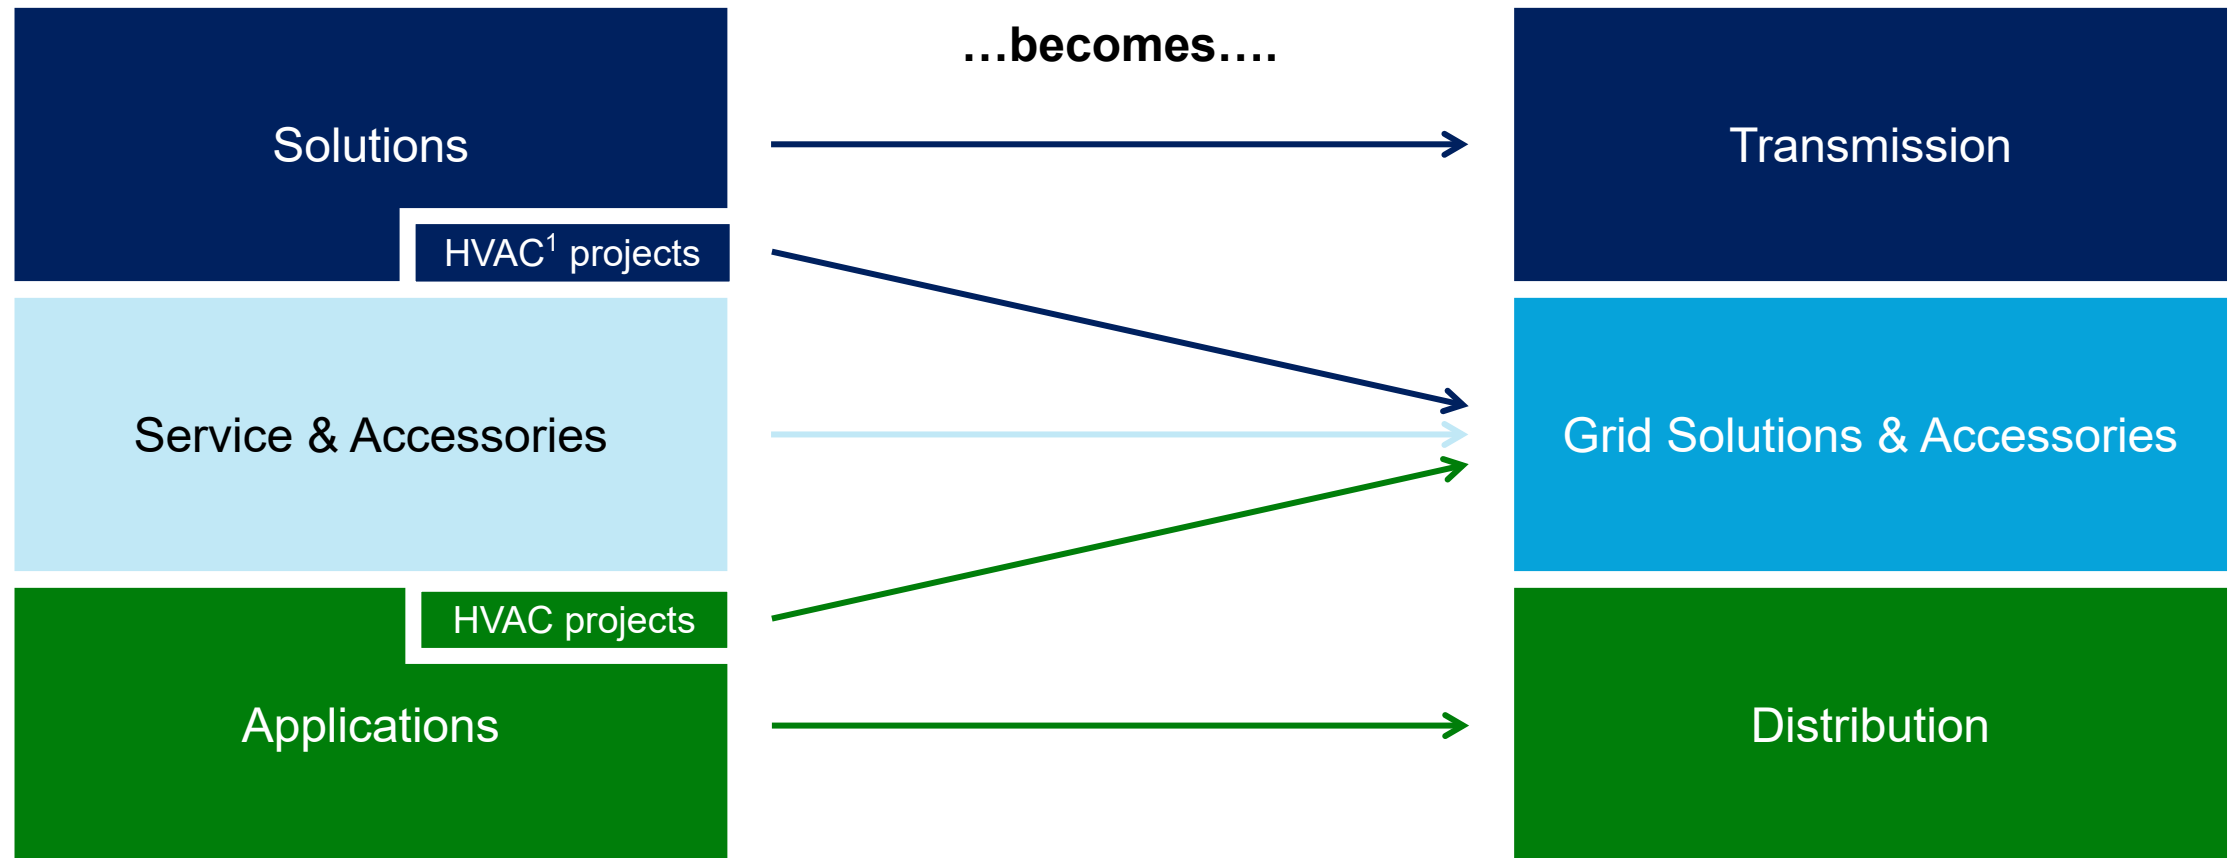 …becomes….
Solutions
HVAC¹ projects
Service & Accessories
HVAC projects
Applications
Transmission
Grid Solutions & Accessories
Distribution